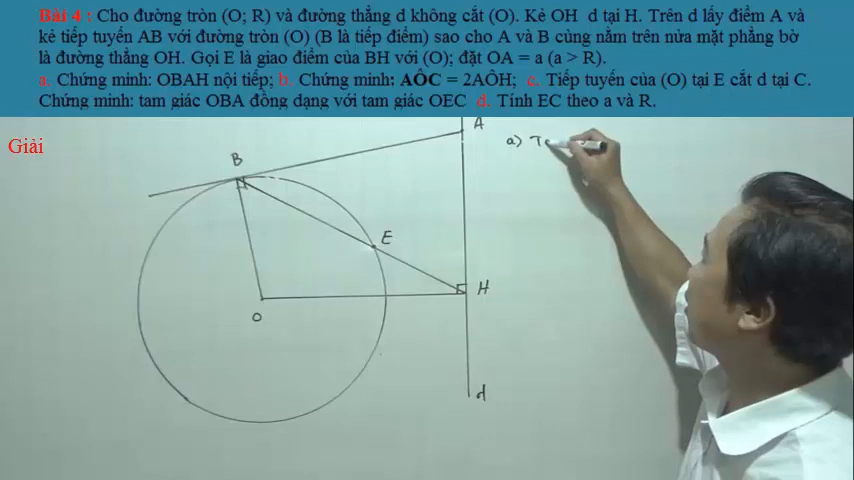 Bài 4 : Cho đường tròn (O; R) và đường thẳng d không cắt (O). Kẻ OH d tại H. Trên d lấy điểm A và
kẻ tiếp tuyến AB với đường tròn (O) (B là tiếp điểm) sao cho A và B cùng nằm trên nửa mặt phẳng bờ
là đường thẳng OH. Gọi E là giao điểm của BH với (O); đặt OA = a (a > R).
a. Chứng minh: OBAH nội tiếp; b. Chứng minh: AÔC = 2AÔH; c. Tiếp tuyến của (O) tại E cắt d tại C.
Chứng minh: tam giác OBA đồng dạng với tam giác OEC d. Tính EC theo a và R.
Giải
A
a)
B
E
H
O
d